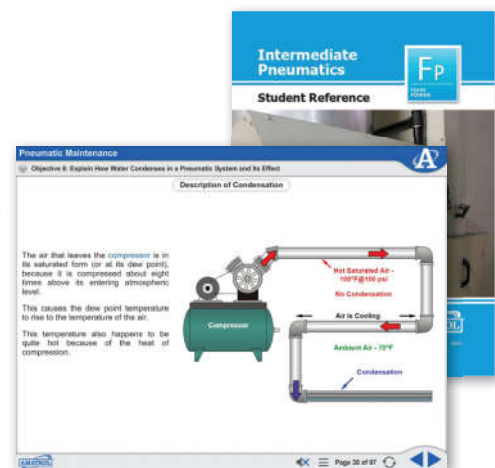 Intermediate
Pneumatics
Fp
FLUID
POWER
Student Reference
Pneumatic Maintenance
Objective 8: Explain How Water Condenses in a Pneumatic System and Its Effect
Description of Condensation
The air that leaves the compressor is in
its saturated form (or at its dew point),
because it is compressed about eight
times above its entering atmospheric
level.
This causes the dew point temperature
to rise to the temperature of the air.
This temperature also happens to be
quite hot because of the heat of
compression.
Hot Saturated Air -
100°F@100 psi
No Condensation
Air is Cooling
Compressor
Ambient Air - 70°F
Condensation
AMATROL
Page 36 of 97